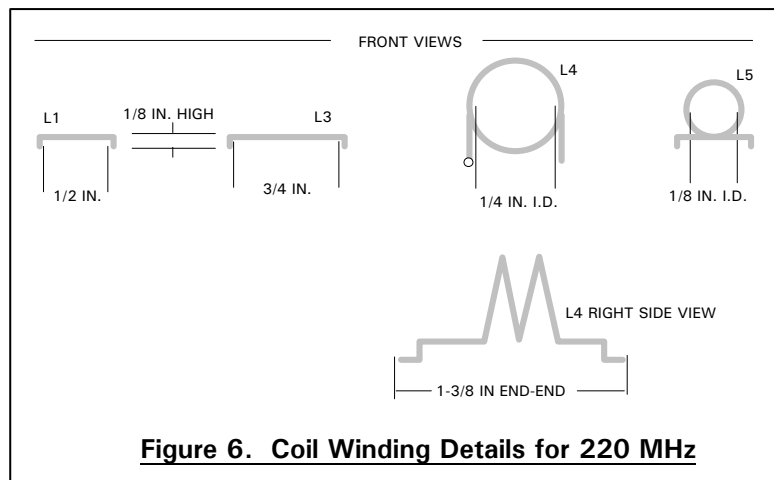 FRONT VIEWS
L1
1/8 IN. HIGH
L3
L4
L5
1/2 IN.
3/4 IN.
1/4 IN. I.D.
1/8 IN. I.D.
L4 RIGHT SIDE VIEW
1-3/8 IN END-END
Figure 6. Coil Winding Details for 220 MHz